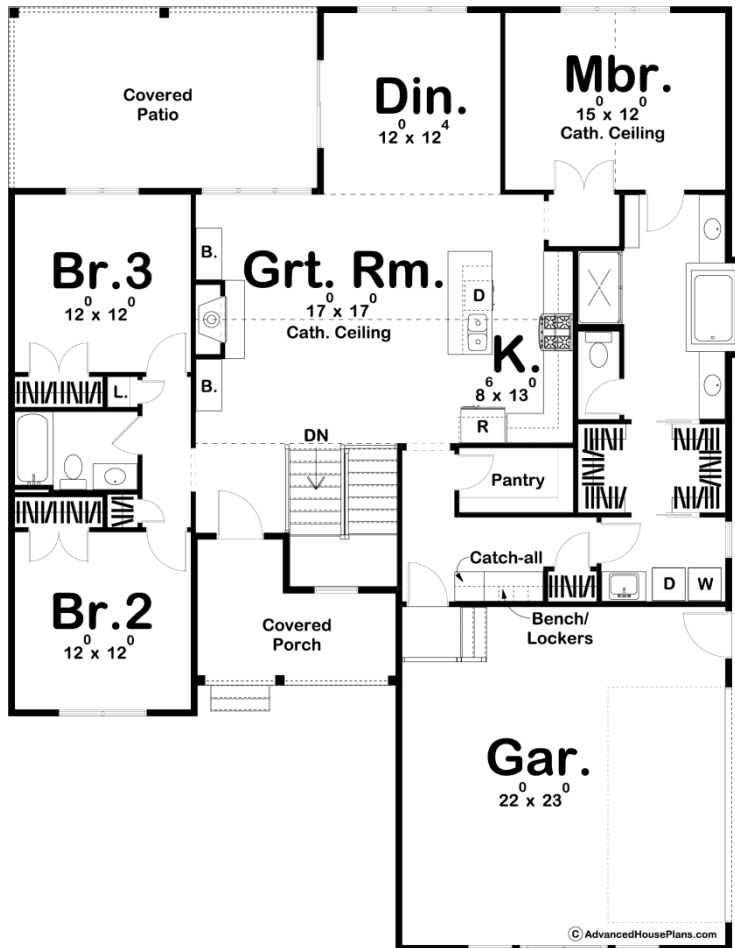 Covered
Patio
Din.
12⁰ x 12⁴
Mbr.
15⁰ x 12⁰
Cath. Ceiling
Br.3
12⁰ x 12⁰
B.
Grt. Rm.
17⁰ x 17⁰
Cath. Ceiling
D
K.
8⁶ x 13⁰
B.
L.
R
DN
Pantry
Catch-all
Bench/
Lockers
D
W
Br.2
12⁰ x 12⁰
Covered
Porch
Gar.
22⁰ x 23⁰
© AdvancedHousePlans.com